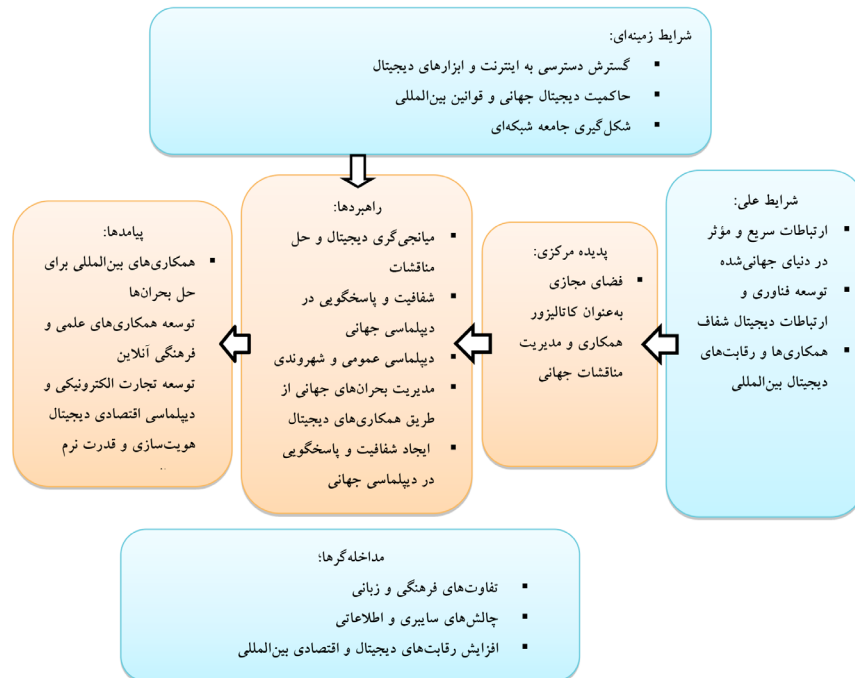 شرایط زمینه‌ای:
▪ گسترش دسترسی به اینترنت و ابزارهای دیجیتال
▪ حاکمیت دیجیتال جهانی و قوانین بین‌المللی
▪ شکل‌گیری جامعه شبکه‌ای
شرایط علی:
▪ ارتباطات سریع و مؤثر
در دنیای جهانی‌شده
▪ توسعه فناوری و
ارتباطات دیجیتال شفاف
▪ همکاری‌ها و رقابت‌های
دیجیتال بین‌المللی
پدیده مرکزی:
▪ فضای مجازی
به‌عنوان کاتالیزور
همکاری و مدیریت
مناقشات جهانی
راهبردها:
▪ میانجی‌گری دیجیتال و حل
مناقشات
▪ شفافیت و پاسخگویی در
دیپلماسی جهانی
▪ دیپلماسی عمومی و شهروندی
▪ مدیریت بحران‌های جهانی از
طریق همکاری‌های دیجیتال
▪ ایجاد شفافیت و پاسخگویی
در دیپلماسی جهانی
پیامدها:
▪ همکاری‌های بین‌المللی برای
حل بحران‌ها
توسعه همکاری‌های علمی و
فرهنگی آنلاین
توسعه تجارت الکترونیکی و
دیپلماسی اقتصادی دیجیتال
هویت‌سازی و قدرت نرم
مداخله‌گرها؛
▪ تفاوت‌های فرهنگی و زبانی
▪ چالش‌های سایبری و اطلاعاتی
▪ افزایش رقابت‌های دیجیتال و اقتصادی بین‌المللی